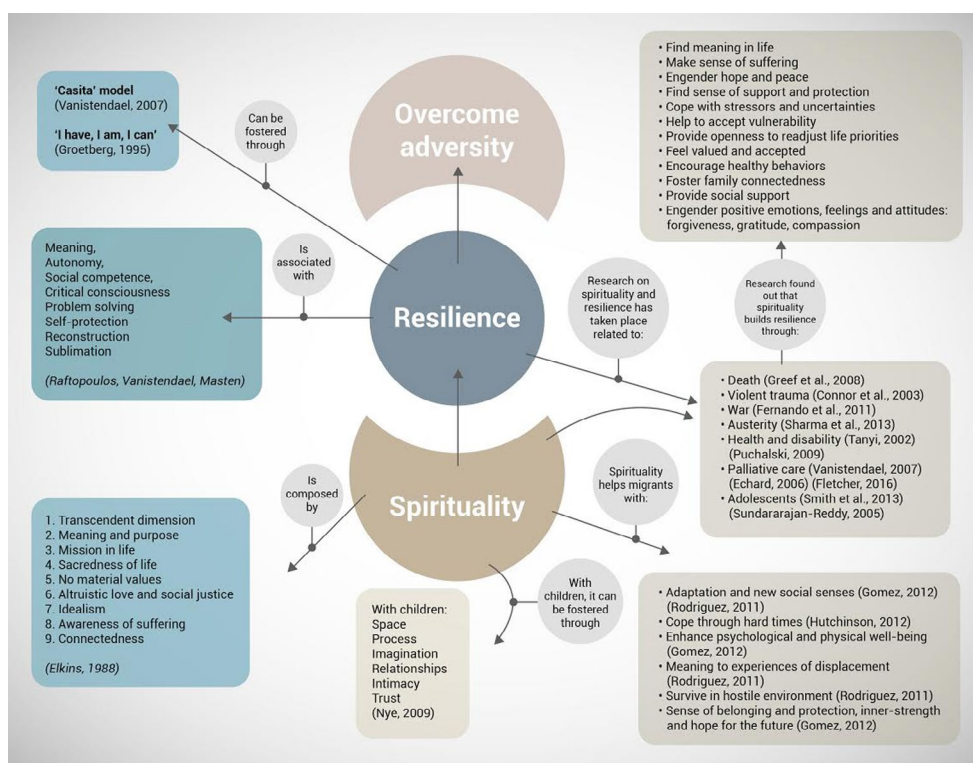 'Casita' model
(Vanistendael, 2007)
'I have, I am, I can'
(Groetberg, 1995)
Can be
fostered
through
Overcome
adversity
• Find meaning in life
• Make sense of suffering
• Engender hope and peace
• Find sense of support and protection
• Cope with stressors and uncertainties
• Help to accept vulnerability
• Provide openness to readjust life priorities
• Feel valued and accepted
• Encourage healthy behaviors
• Foster family connectedness
• Provide social support
• Engender positive emotions, feelings and attitudes:
forgiveness, gratitude, compassion
Meaning,
Autonomy,
Social competence,
Critical consciousness
Problem solving
Self-protection
Reconstruction
Sublimation
(Raftopoulos, Vanistendael, Masten)
Is
associated
with
Resilience
Research on
spirituality and
resilience has
taken place
related to:
Research found
out that
spirituality
builds resilience
through:
• Death (Greef et al., 2008)
• Violent trauma (Connor et al., 2003)
• War (Fernando et al., 2011)
• Austerity (Sharma et al., 2013)
• Health and disability (Tanyi, 2002)
(Puchalski, 2009)
• Palliative care (Vanistendael, 2007)
(Echard, 2006) (Fletcher, 2016)
• Adolescents (Smith et al., 2013)
(Sundararajan-Reddy, 2005)
Is
composed
by
Spirituality
Spirituality
helps migrants
with:
1. Transcendent dimension
2. Meaning and purpose
3. Mission in life
4. Sacredness of life
5. No material values
6. Altruistic love and social justice
7. Idealism
8. Awareness of suffering
9. Connectedness
(Elkins, 1988)
With children:
Space
Process
Imagination
Relationships
Intimacy
Trust
(Nye, 2009)
With
children, it can
be fostered
through
• Adaptation and new social senses (Gomez, 2012)
(Rodriguez, 2011)
• Cope through hard times (Hutchinson, 2012)
• Enhance psychological and physical well-being
(Gomez, 2012)
• Meaning to experiences of displacement
(Rodriguez, 2011)
• Survive in hostile environment (Rodriguez, 2011)
• Sense of belonging and protection, inner-strength
and hope for the future (Gomez, 2012)